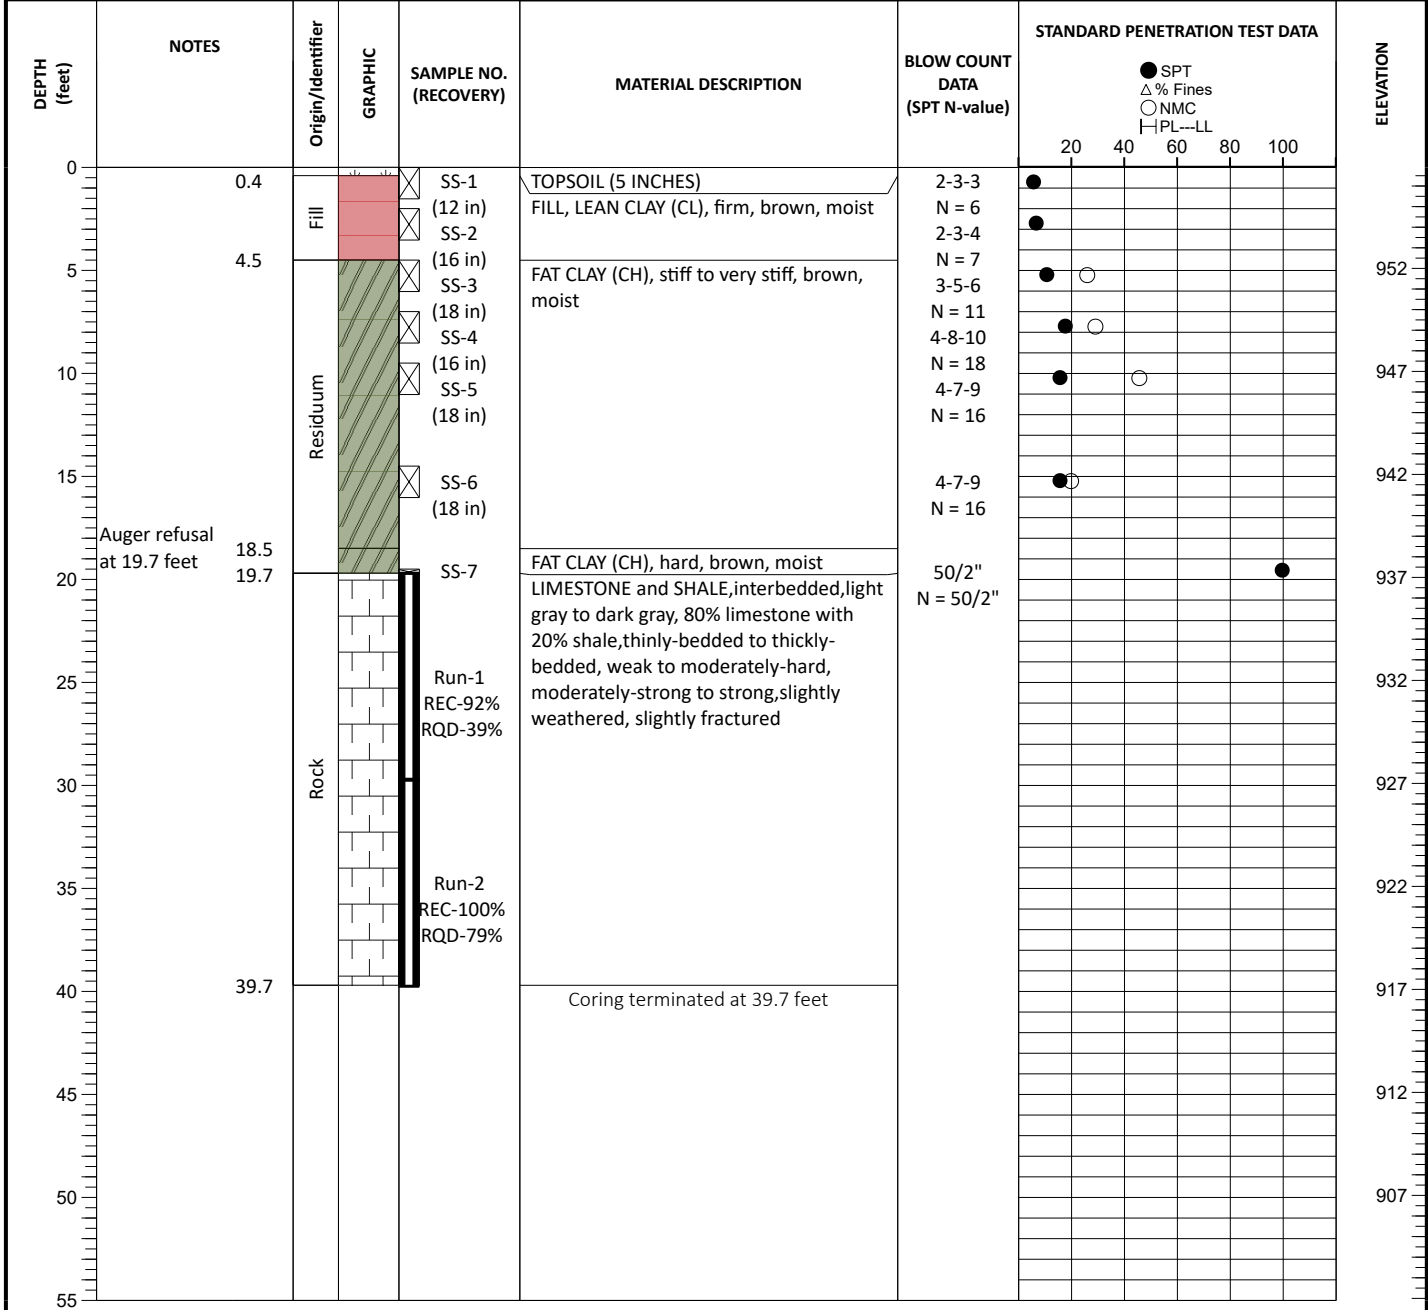 DEPTH
(feet)
NOTES
Origin/Identifier
GRAPHIC
SAMPLE NO.
(RECOVERY)
MATERIAL DESCRIPTION
BLOW COUNT
DATA
(SPT N-value)
STANDARD PENETRATION TEST DATA
SPT
% Fines
NMC
PL---LL
20 40 60 80 100
ELEVATION
0
5
10
15
20
25
30
35
40
45
50
55
0.4
4.5
Auger refusal
at 19.7 feet
18.5
19.7
39.7
Fill
Residuum
Rock
SS-1
(12 in)
SS-2
(16 in)
SS-3
(18 in)
SS-4
(16 in)
SS-5
(18 in)
SS-6
(18 in)
SS-7
Run-1
REC-92%
RQD-39%
Run-2
REC-100%
RQD-79%
TOPSOIL (5 INCHES)
FILL, LEAN CLAY (CL), firm, brown, moist
FAT CLAY (CH), stiff to very stiff, brown,
moist
FAT CLAY (CH), hard, brown, moist
LIMESTONE and SHALE,interbedded,light
gray to dark gray, 80% limestone with
20% shale,thinly-bedded to thickly-
bedded, weak to moderately-hard,
moderately-strong to strong,slightly
weathered, slightly fractured
Coring terminated at 39.7 feet
2-3-3
N = 6
2-3-4
N = 7
3-5-6
N = 11
4-8-10
N = 18
4-7-9
N = 16
4-7-9
N = 16
50/2"
N = 50/2"
952
947
942
937
932
927
922
917
912
907